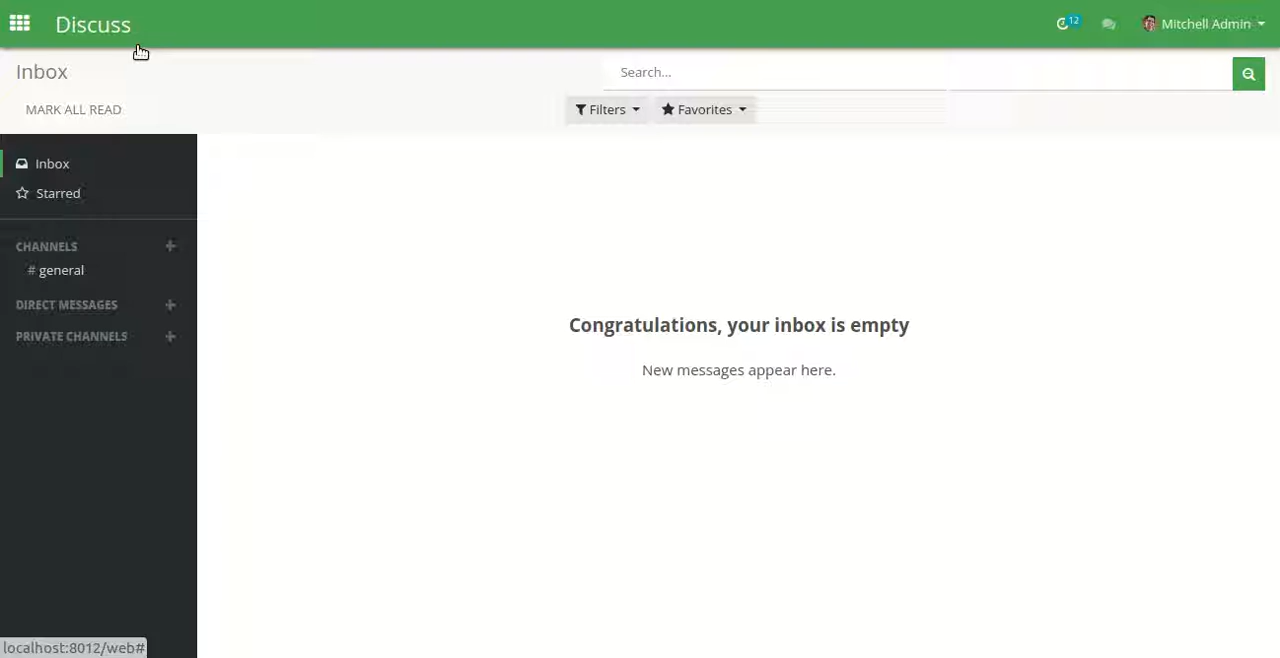 Discuss
12
Mitchell Admin
Inbox
Search...
MARK ALL READ
Filters
Favorites
Inbox
Starred
CHANNELS
# general
DIRECT MESSAGES
PRIVATE CHANNELS
Congratulations, your inbox is empty
New messages appear here.
localhost:8012/web#